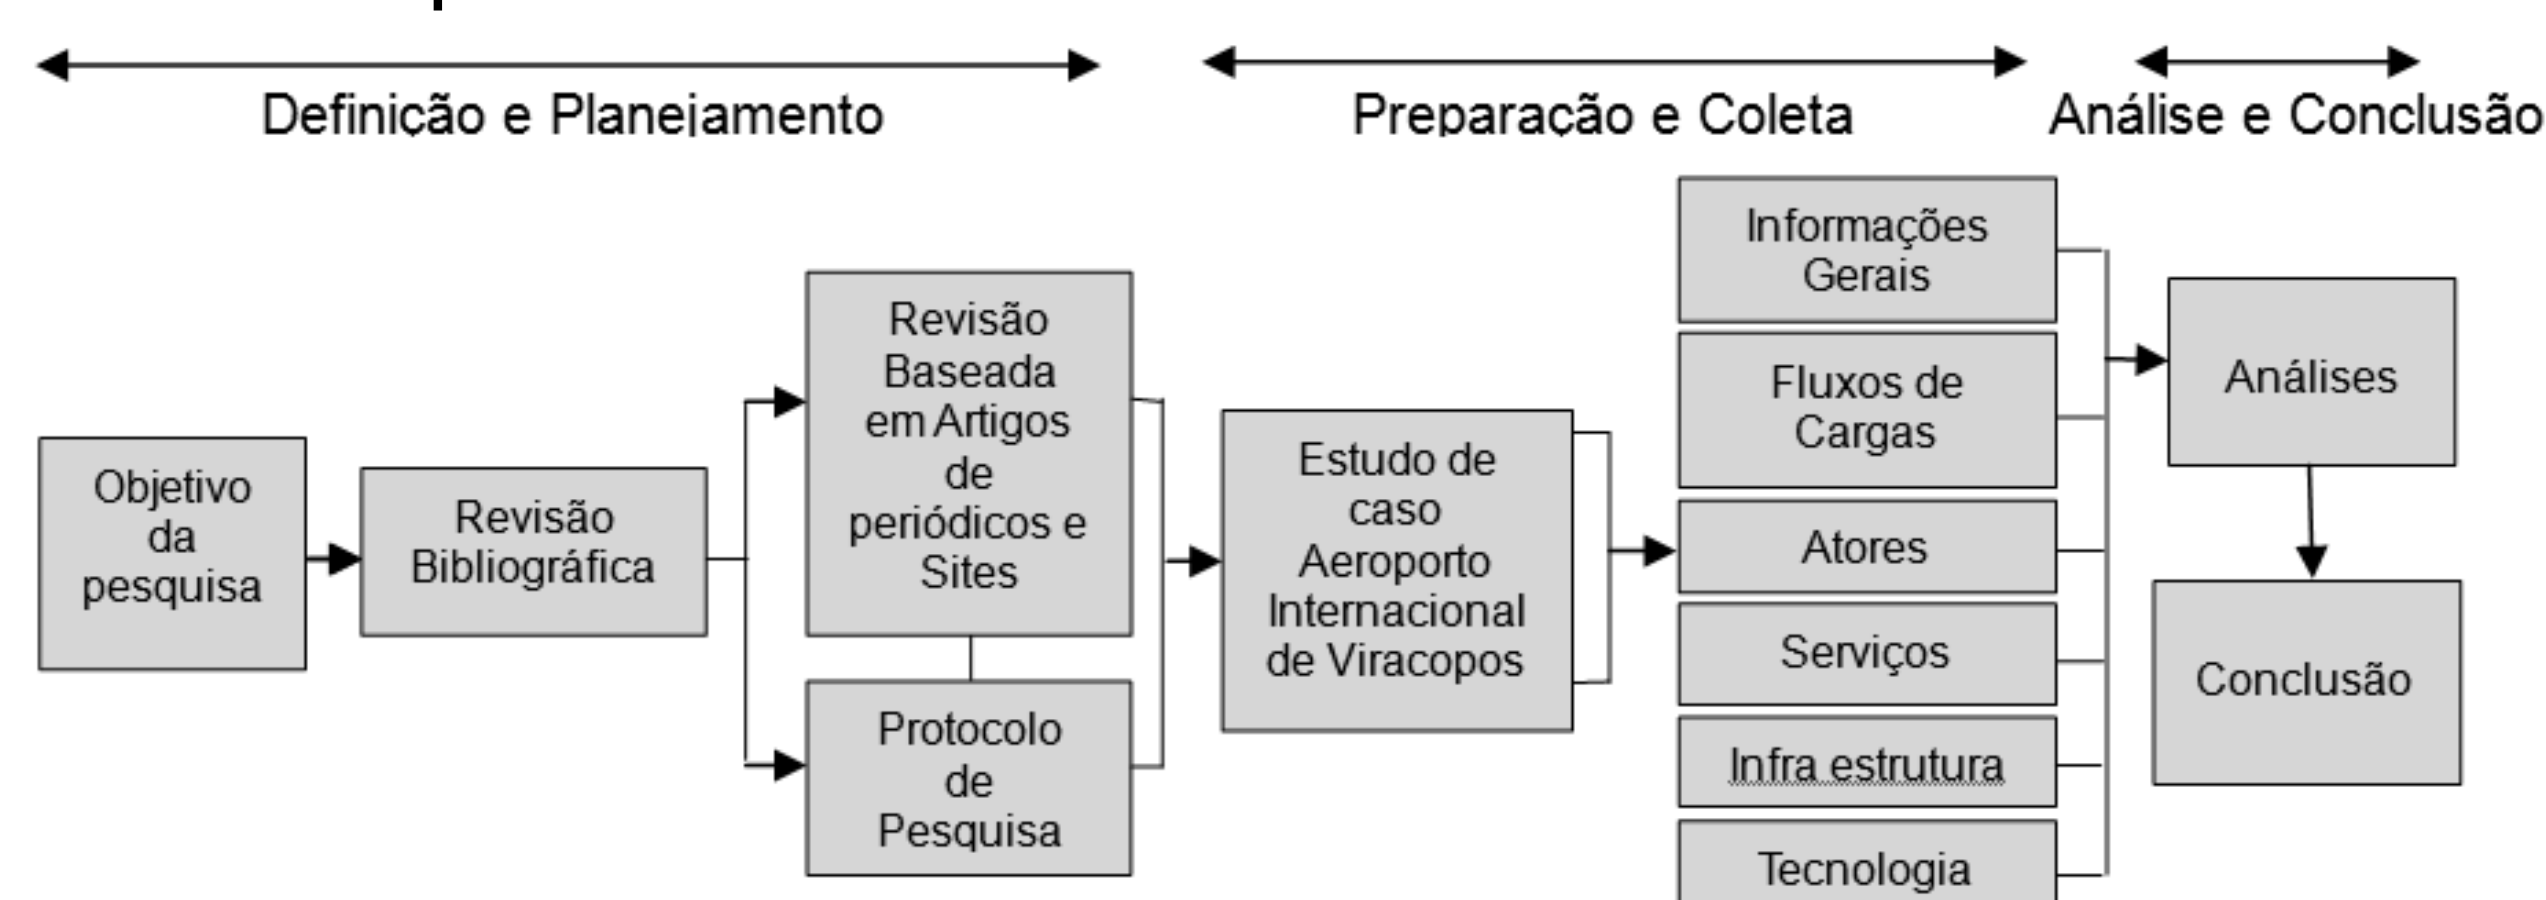 Definição e Planejamento
Preparação e Coleta
Análise e Conclusão
Objetivo
da
pesquisa
Revisão
Bibliográfica
Revisão
Baseada
em Artigos
de
periódicos e
Sites
Protocolo
de
Pesquisa
Estudo de
caso
Aeroporto
Internacional
de Viracopos
Informações
Gerais
Fluxos de
Cargas
Atores
Serviços
Infra estrutura
Tecnologia
Análises
Conclusão